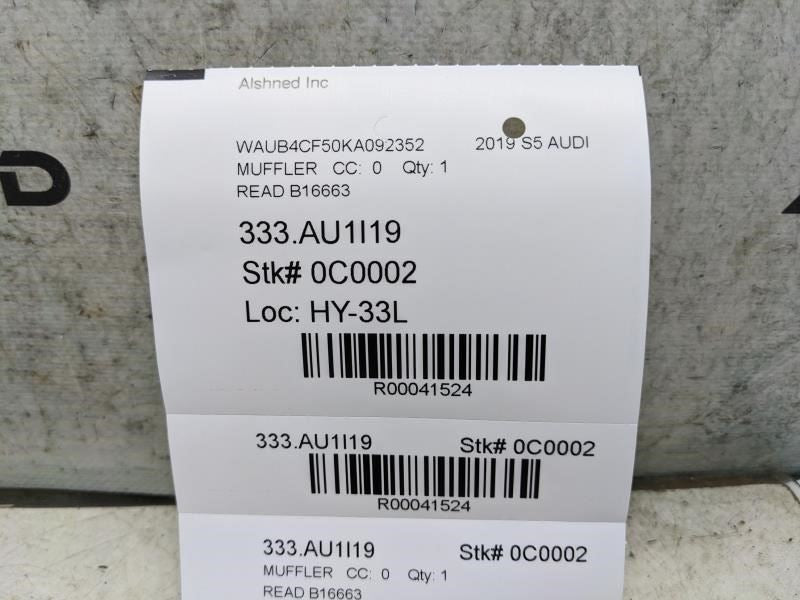 Alshned Inc
WAUB4CF50KA092352 2019 S5 AUDI
MUFFLER CC: 0 Qty: 1
READ B16663
333.AU1I19
Stk# 0C0002
Loc: HY-33L
R00041524
333.AU1I19 Stk# 0C0002
R00041524
333.AU1I19 Stk# 0C0002
MUFFLER CC: 0 Qty: 1
READ B16663